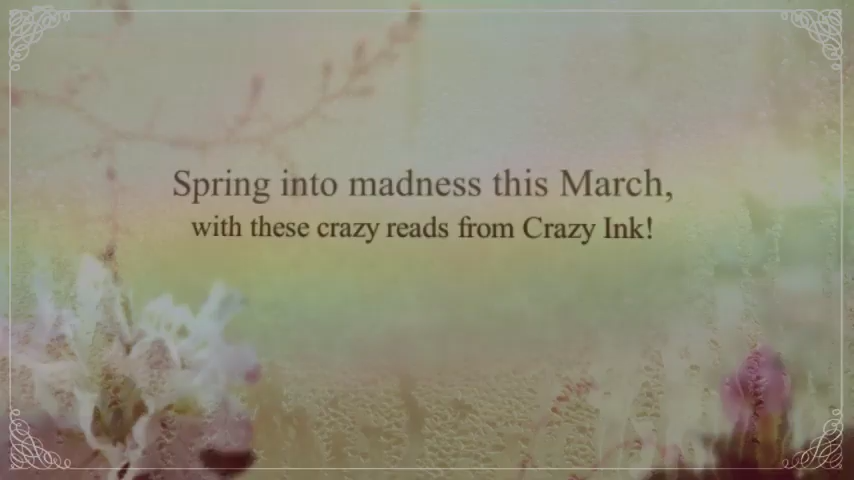 Spring into madness this March,
with these crazy reads from Crazy Ink!